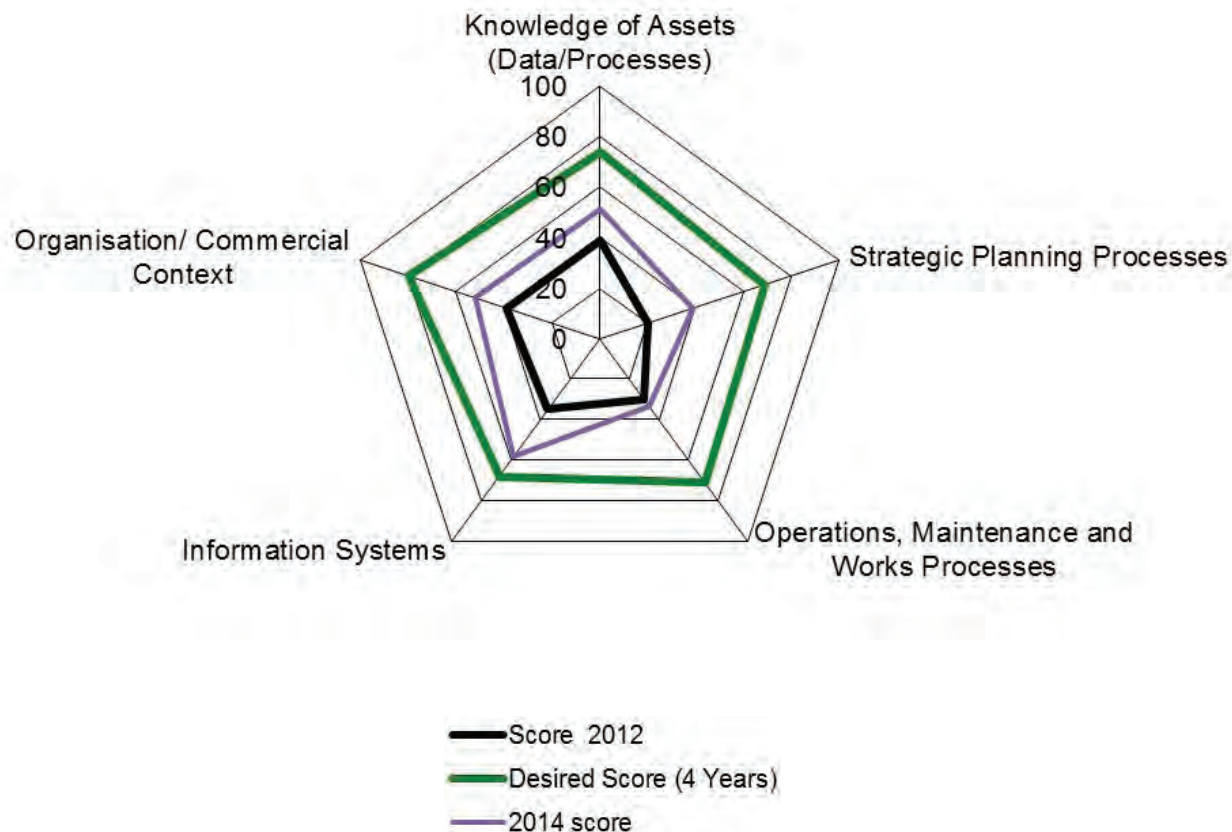 Knowledge of Assets
(Data/Processes)
100
80
60
40
20
0
Organisation/ Commercial
Context
Strategic Planning Processes
Information Systems
Operations, Maintenance and
Works Processes
Score 2012
Desired Score (4 Years)
2014 score